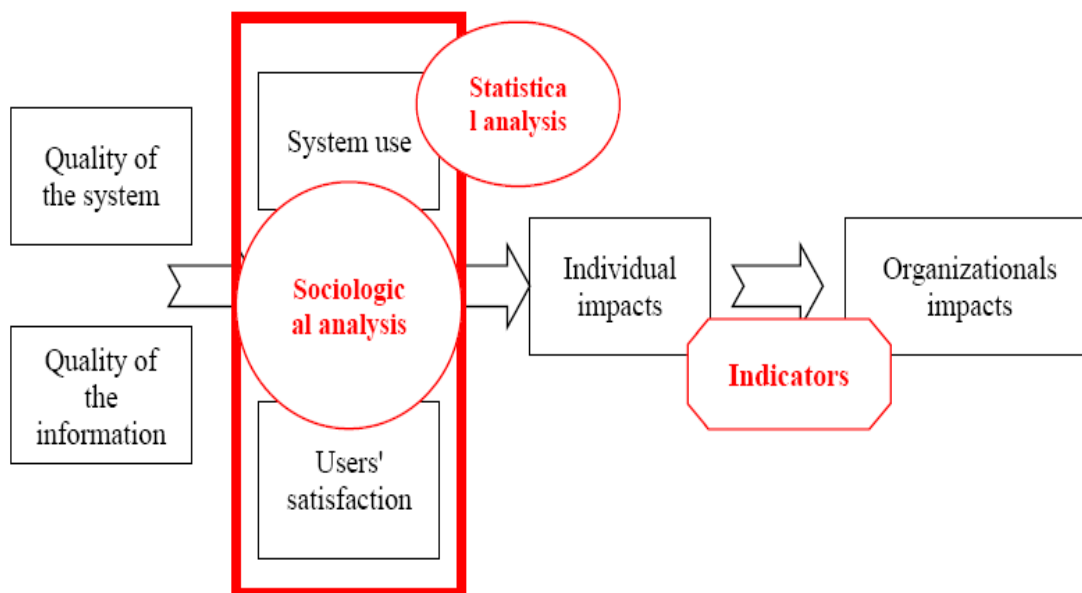 Quality of
the system
Quality of
the
information
System use
Statistica
l analysis
Sociologic
al analysis
Users'
satisfaction
Individual
impacts
Indicators
Organizationals
impacts